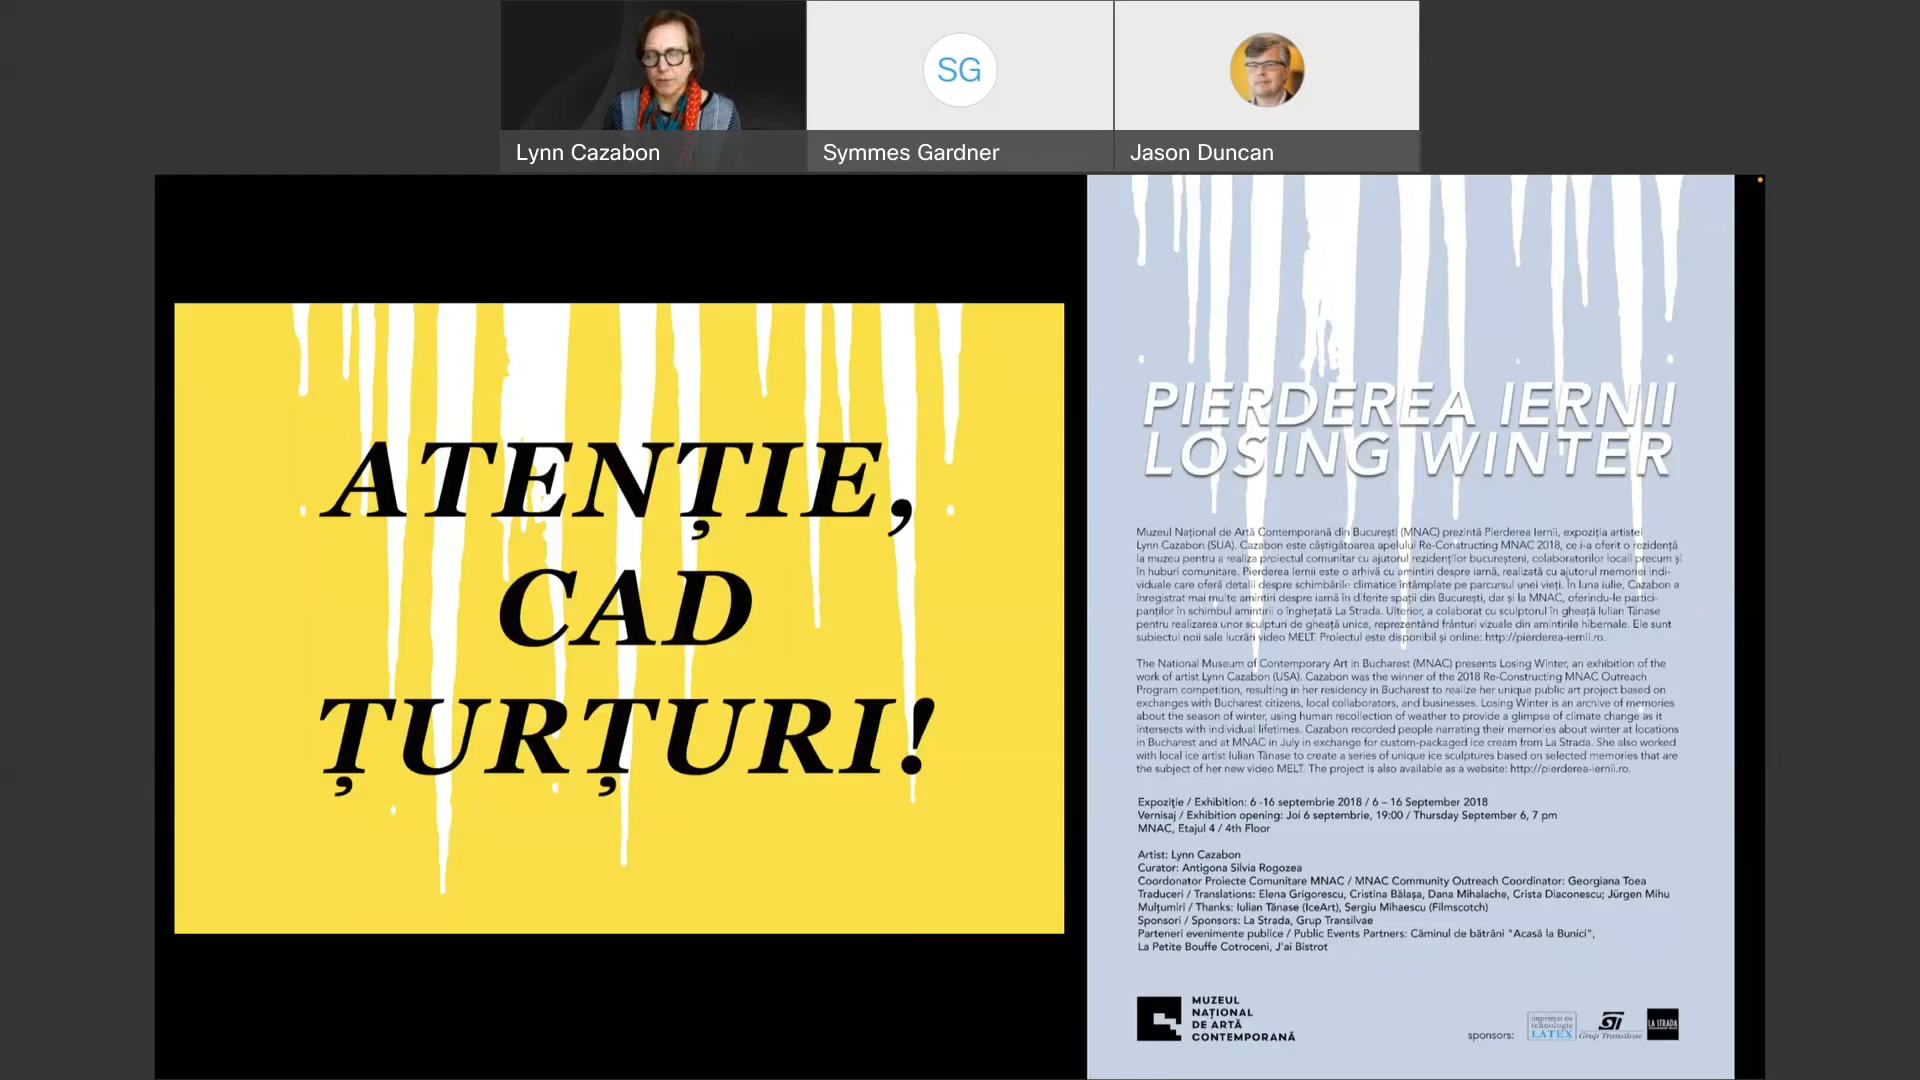 Lynn Cazabon
SG
Symmes Gardner
Jason Duncan
ATENȚIE,
CAD
ȚURȚURI!
PIERDEREA IERNII
LOSING WINTER
Muzeul Național de Artă Contemporană din București (MNAC) prezintă Pierderea Iernii, expoziția artistei
Lynn Cazabon (SUA). Cazabon este câștigătoarea apelului Re-Constructing MNAC 2018, ce i-a oferit o rezidență
la muzeu pentru a realiza proiectul comunitar cu ajutorul rezidenților bucureșteni, colaboratorilor locali precum și
în huburi comunitare. Pierderea Iernii este o arhivă cu amintiri despre iarnă, realizată cu ajutorul memoriei indi-
viduale care oferă detalii despre schimbările climatice întâmplate pe parcursul unei vieți. În luna iulie, Cazabon a
înregistrat mai multe amintiri despre iarnă în diferite spații din București, dar și la MNAC, oferindu-le partici-
panților în schimbul amintirii o înghețată La Strada. Ulterior, a colaborat cu sculptorul în gheață Iulian Tănase
pentru realizarea unor sculpturi de gheață unice, reprezentând frânturi vizuale din amintirile hibernale. Ele sunt
subiectul noii sale lucrări video MELT. Proiectul este disponibil și online: http://pierderea-iernii.ro.
The National Museum of Contemporary Art in Bucharest (MNAC) presents Losing Winter, an exhibition of the
work of artist Lynn Cazabon (USA). Cazabon was the winner of the 2018 Re-Constructing MNAC Outreach
Program competition, resulting in her residency in Bucharest to realize her unique public art project based on
exchanges with Bucharest citizens, local collaborators, and businesses. Losing Winter is an archive of memories
about the season of winter, using human recollection of weather to provide a glimpse of climate change as it
intersects with individual lifetimes. Cazabon recorded people narrating their memories about winter at locations
in Bucharest and at MNAC in July in exchange for custom-packaged ice cream from La Strada. She also worked
with local ice artist Iulian Tănase to create a series of unique ice sculptures based on selected memories that are
the subject of her new video MELT. The project is also available as a website: http://pierderea-iernii.ro.
Expoziție / Exhibition: 6 -16 septembrie 2018 / 6 – 16 September 2018
Vernisaj / Exhibition opening: Joi 6 septembrie, 19:00 / Thursday September 6, 7 pm
MNAC, Etajul 4 / 4th Floor
Artist: Lynn Cazabon
Curator: Antigona Silvia Rogozea
Coordonator Proiecte Comunitare MNAC / MNAC Community Outreach Coordinator: Georgiana Toea
Traduceri / Translations: Elena Grigorescu, Cristina Bălașa, Dana Mihalache, Crista Diaconescu; Jürgen Mihu
Mulțumiri / Thanks: Iulian Tănase (IceArt), Sergiu Mihaescu (Filmscotch)
Sponsori / Sponsors: La Strada, Grup Transilvae
Parteneri evenimente publice / Public Events Partners: Căminul de bătrâni "Acasă la Bunici",
La Petite Bouffe Cotroceni, J'ai Bistrot
MUZEUL
NAȚIONAL
DE ARTĂ
CONTEMPORANĂ
sponsors:
imprimat cu
tehnologie
LATEX
Grup Transilvae
LA STRADA